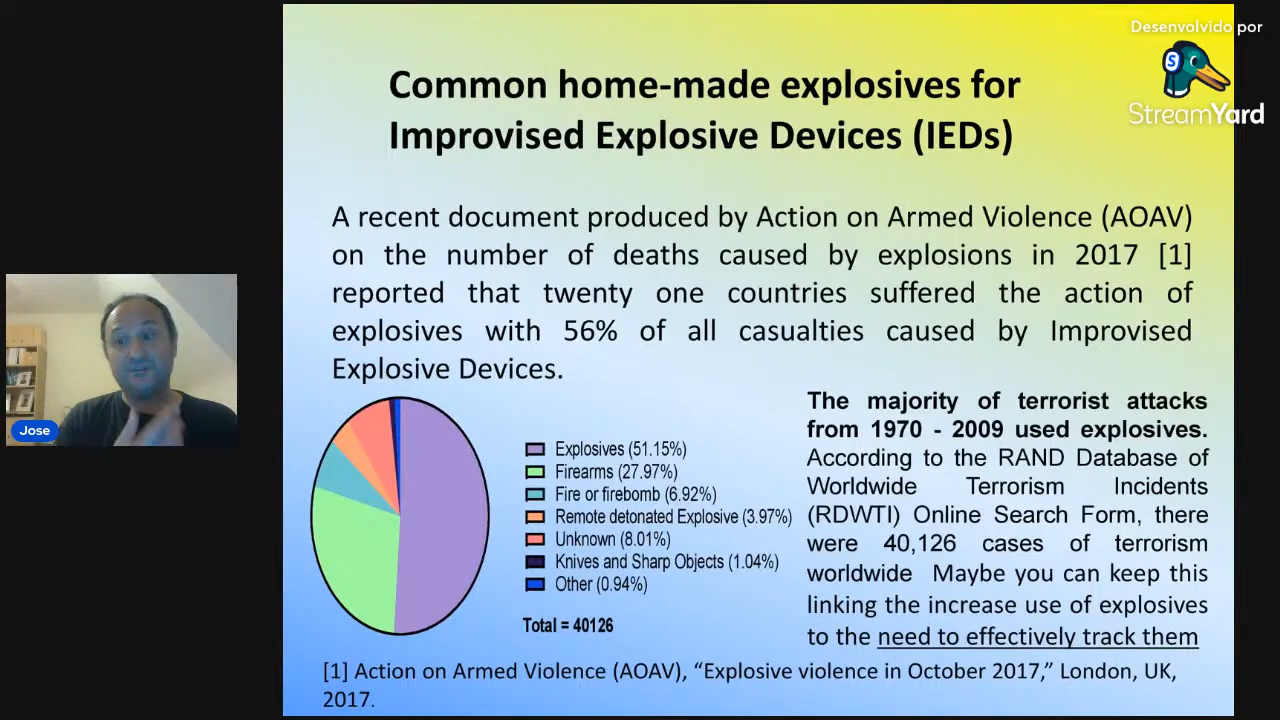 Desenvolvido por
StreamYard
Common home-made explosives for
Improvised Explosive Devices (IEDs)
A recent document produced by Action on Armed Violence (AOAV)
on the number of deaths caused by explosions in 2017 [1]
reported that twenty one countries suffered the action of
explosives with 56% of all casualties caused by Improvised
Explosive Devices.
Jose
Explosives (51.15%)
Firearms (27.97%)
Fire or firebomb (6.92%)
Remote detonated Explosive (3.97%)
Unknown (8.01%)
Knives and Sharp Objects (1.04%)
Other (0.94%)
Total = 40126
The majority of terrorist attacks
from 1970 - 2009 used explosives.
According to the RAND Database of
Worldwide Terrorism Incidents
(RDWTI) Online Search Form, there
were 40,126 cases of terrorism
worldwide Maybe you can keep this
linking the increase use of explosives
to the need to effectively track them
[1] Action on Armed Violence (AOAV), “Explosive violence in October 2017,” London, UK,
2017.